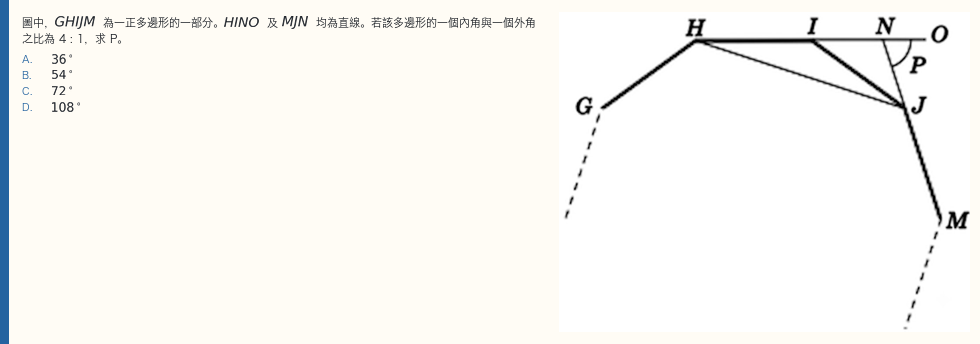 圖中，GHIJM 為一正多邊形的一部分。HINO 及 MJN 均為直線。若該多邊形的一個內角與一個外角
之比為 4 : 1，求 P。
A. 36°
B. 54°
C. 72°
D. 108°
H I N O
P
G J
M